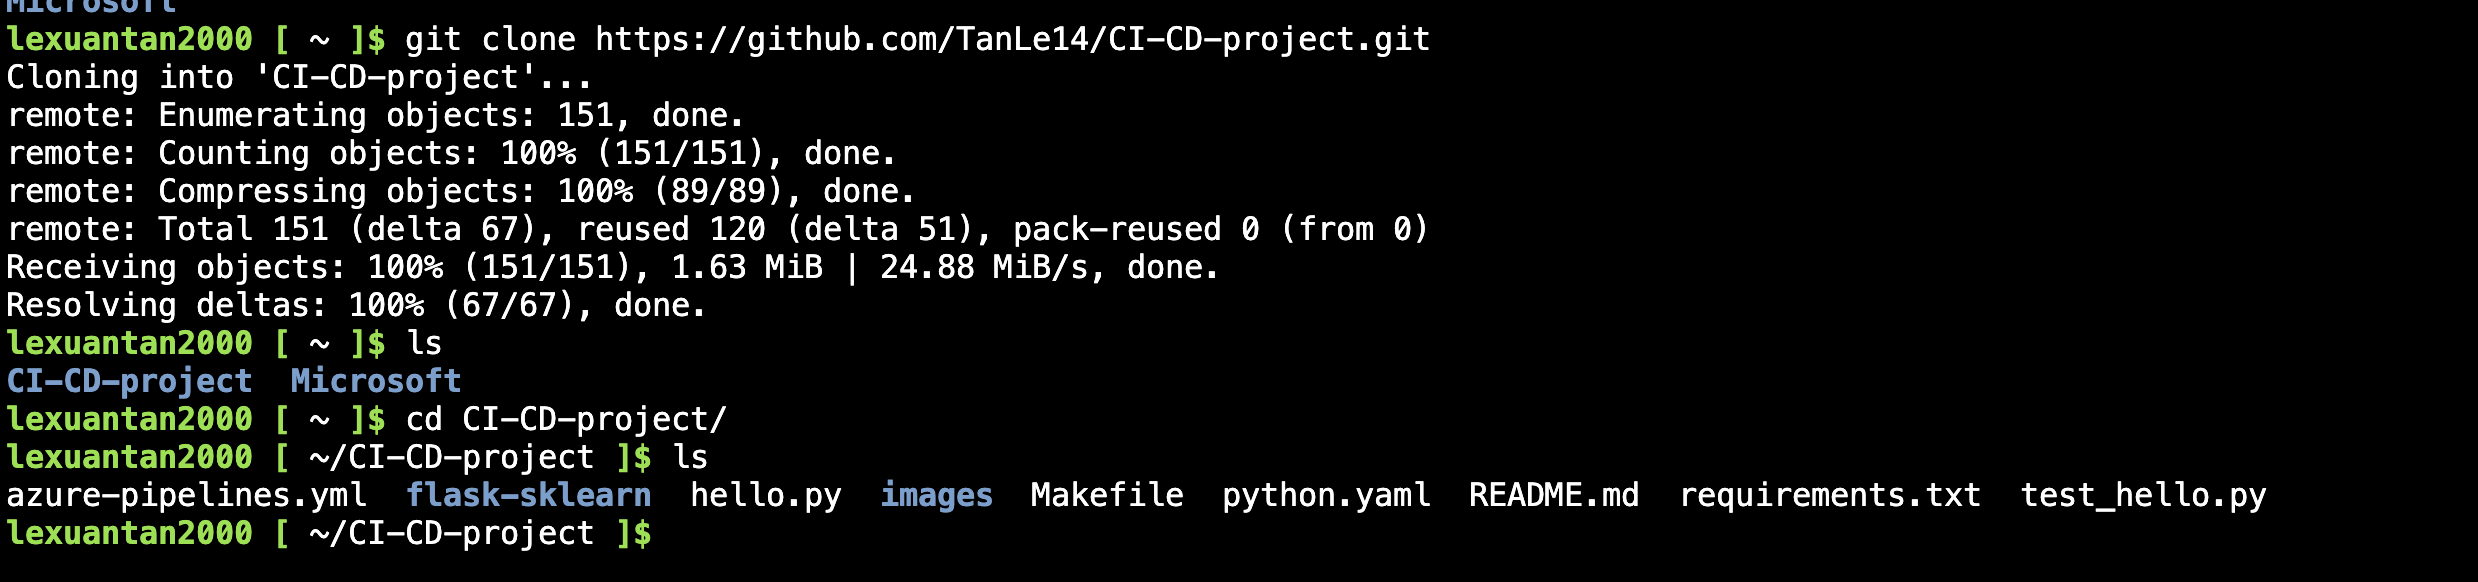 Microsoft
lexuantan2000 [ ~ ]$ git clone https://github.com/TanLe14/CI-CD-project.git
Cloning into 'CI-CD-project'...
remote: Enumerating objects: 151, done.
remote: Counting objects: 100% (151/151), done.
remote: Compressing objects: 100% (89/89), done.
remote: Total 151 (delta 67), reused 120 (delta 51), pack-reused 0 (from 0)
Receiving objects: 100% (151/151), 1.63 MiB | 24.88 MiB/s, done.
Resolving deltas: 100% (67/67), done.
lexuantan2000 [ ~ ]$ ls
CI-CD-project  Microsoft
lexuantan2000 [ ~ ]$ cd CI-CD-project/
lexuantan2000 [ ~/CI-CD-project ]$ ls
azure-pipelines.yml  flask-sklearn  hello.py  images  Makefile  python.yaml  README.md  requirements.txt  test_hello.py
lexuantan2000 [ ~/CI-CD-project ]$